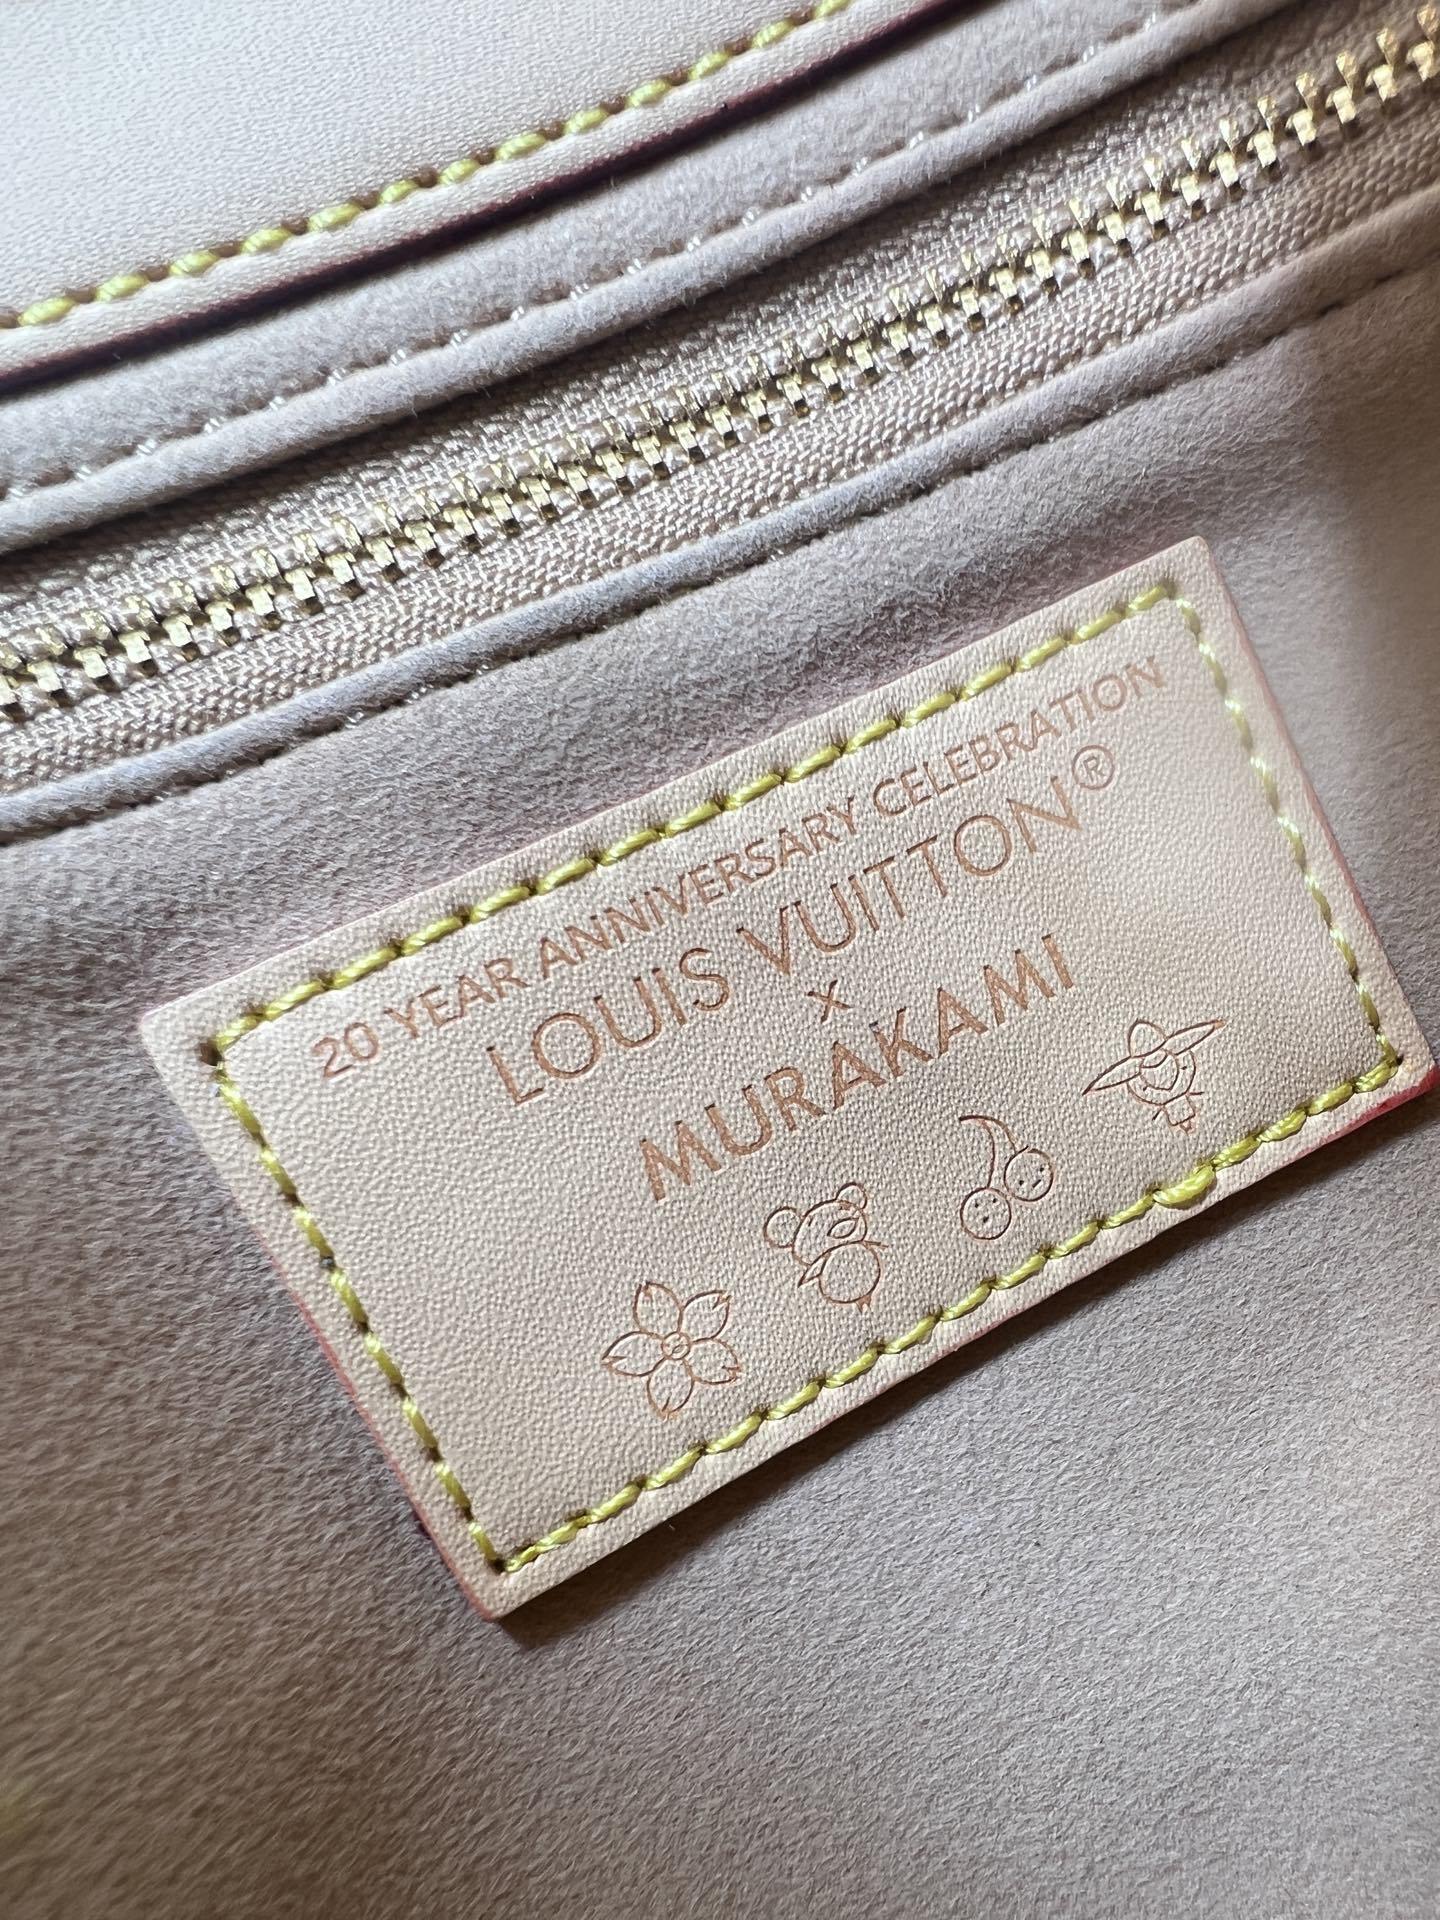 20 YEAR ANNIVERSARY CELEBRATION
LOUIS VUITTON®
x
MURAKAMI